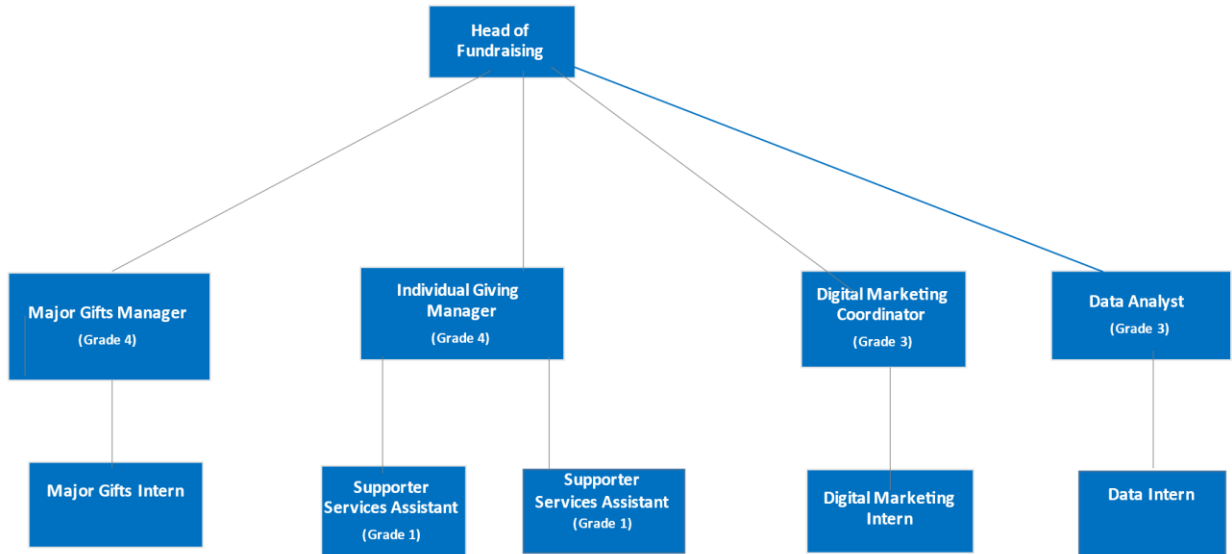 Head of
Fundraising
Major Gifts Manager
(Grade 4)
Individual Giving
Manager
(Grade 4)
Digital Marketing
Coordinator
(Grade 3)
Data Analyst
(Grade 3)
Major Gifts Intern
Supporter
Services Assistant
(Grade 1)
Supporter
Services Assistant
(Grade 1)
Digital Marketing
Intern
Data Intern